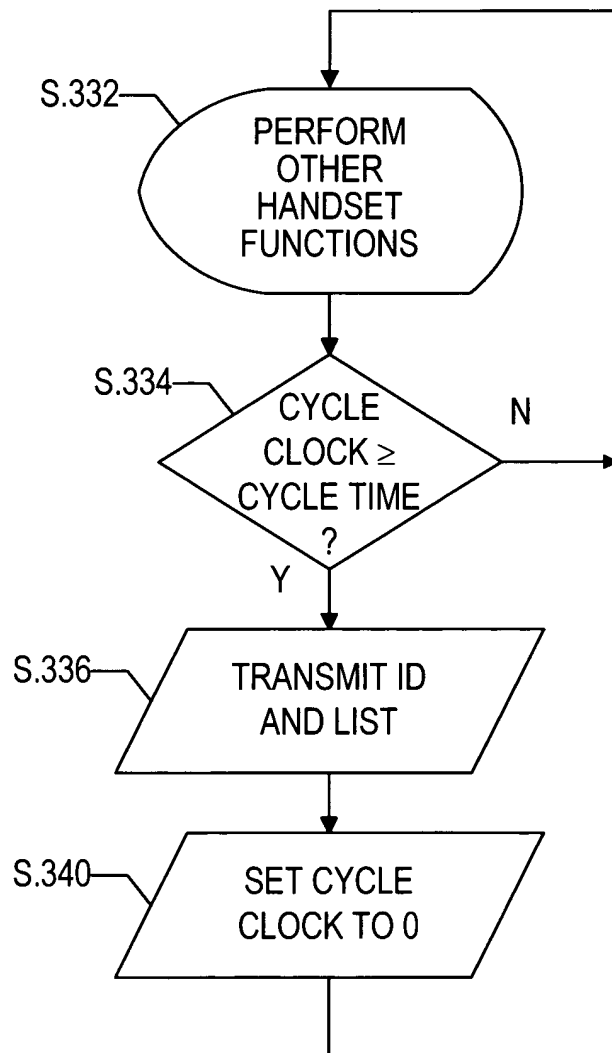 S.332
PERFORM
OTHER
HANDSET
FUNCTIONS
S.334
CYCLE
CLOCK ≥
CYCLE TIME
?
N
Y
S.336
TRANSMIT ID
AND LIST
S.340
SET CYCLE
CLOCK TO 0